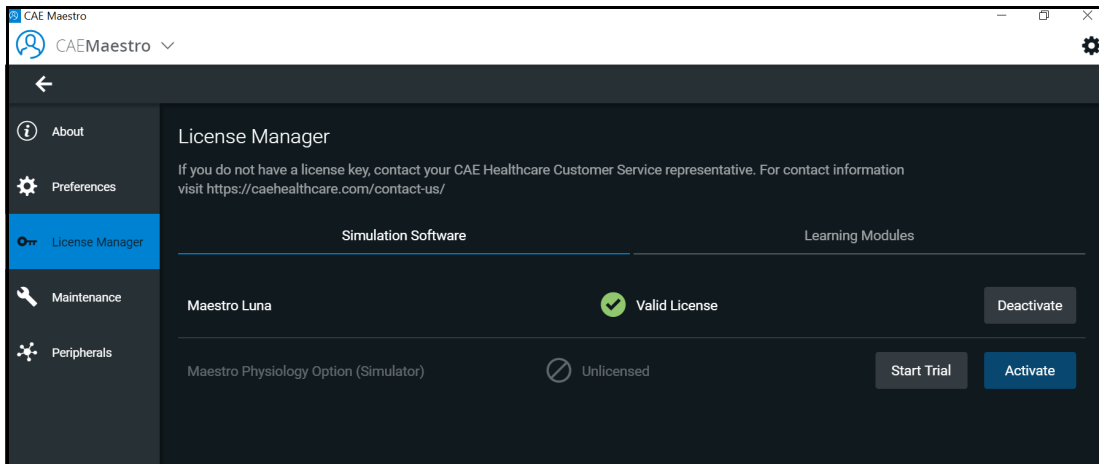 CAE Maestro
CAEMaestro
About
Preferences
License Manager
Maintenance
Peripherals
License Manager
If you do not have a license key, contact your CAE Healthcare Customer Service representative. For contact information
visit https://caehealthcare.com/contact-us/
Simulation Software
Learning Modules
Maestro Luna
Valid License
Deactivate
Maestro Physiology Option (Simulator)
Unlicensed
Start Trial
Activate